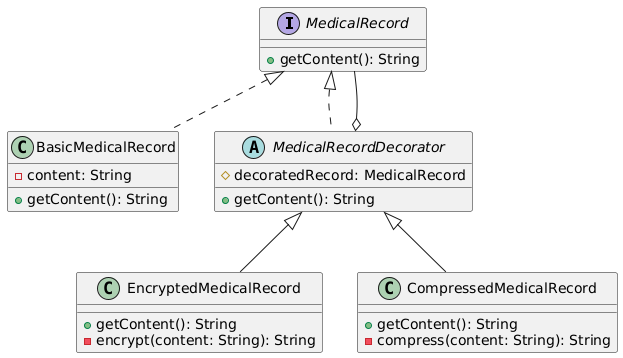 I MedicalRecord
getContent(): String
C BasicMedicalRecord
content: String
getContent(): String
A MedicalRecordDecorator
decoratedRecord: MedicalRecord
getContent(): String
C EncryptedMedicalRecord
getContent(): String
encrypt(content: String): String
C CompressedMedicalRecord
getContent(): String
compress(content: String): String